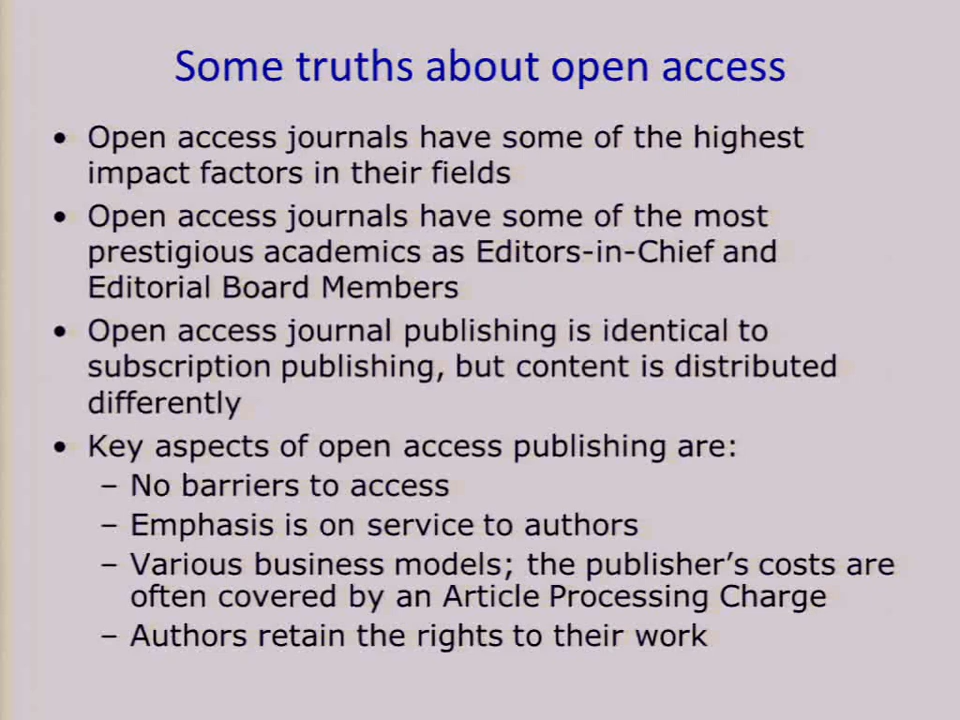 Some truths about open access
• Open access journals have some of the highest
impact factors in their fields
• Open access journals have some of the most
prestigious academics as Editors-in-Chief and
Editorial Board Members
• Open access journal publishing is identical to
subscription publishing, but content is distributed
differently
• Key aspects of open access publishing are:
– No barriers to access
– Emphasis is on service to authors
– Various business models; the publisher’s costs are
often covered by an Article Processing Charge
– Authors retain the rights to their work